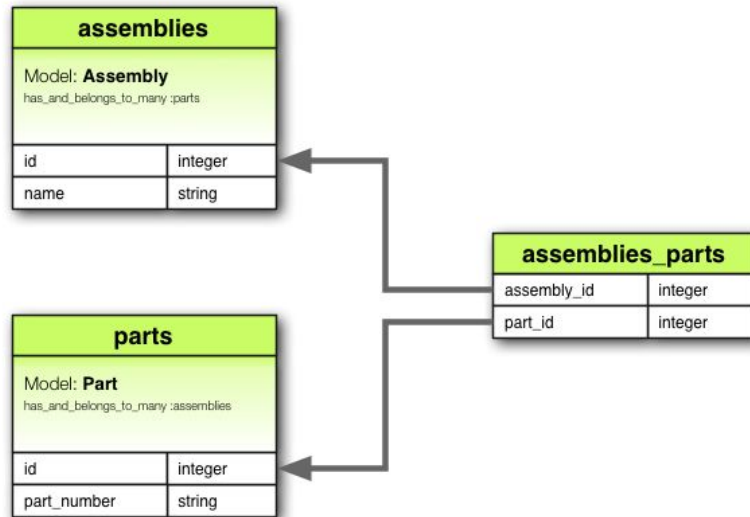 assemblies
Model: Assembly
has_and_belongs_to_many :parts
id integer
name string
assemblies_parts
assembly_id integer
part_id integer
parts
Model: Part
has_and_belongs_to_many :assemblies
id integer
part_number string